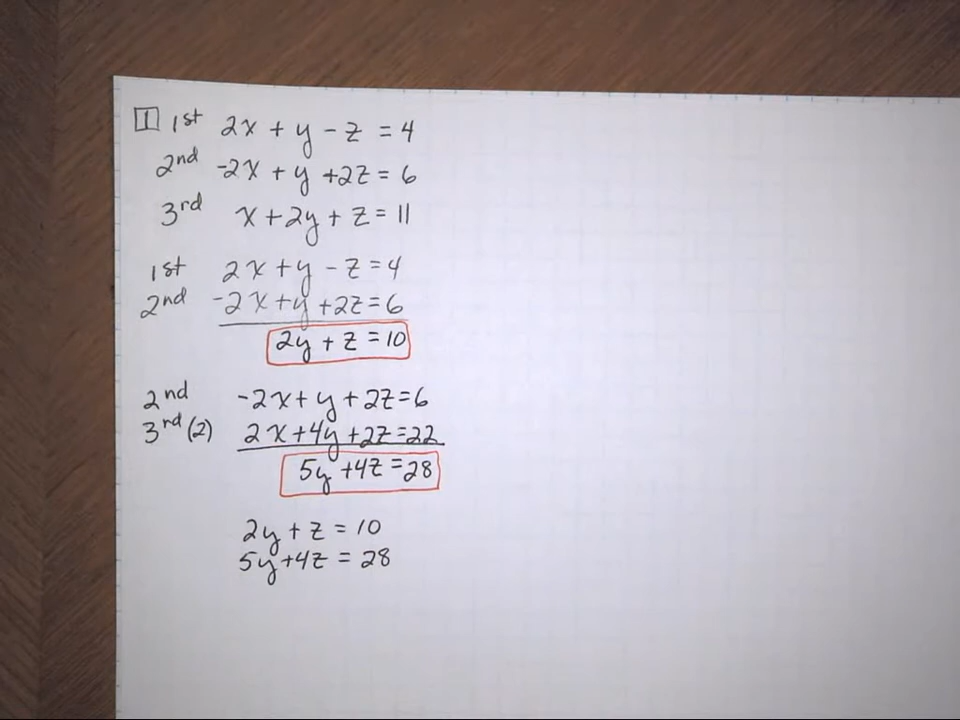 1 1st 2x + y - z = 4
2nd -2x + y + 2z = 6
3rd x + 2y + z = 11
1st 2x + y - z = 4
2nd -2x + y + 2z = 6
2y + z = 10
2nd -2x + y + 2z = 6
3rd (2) 2x + 4y + 2z = 22
5y + 4z = 28
2y + z = 10
5y + 4z = 28